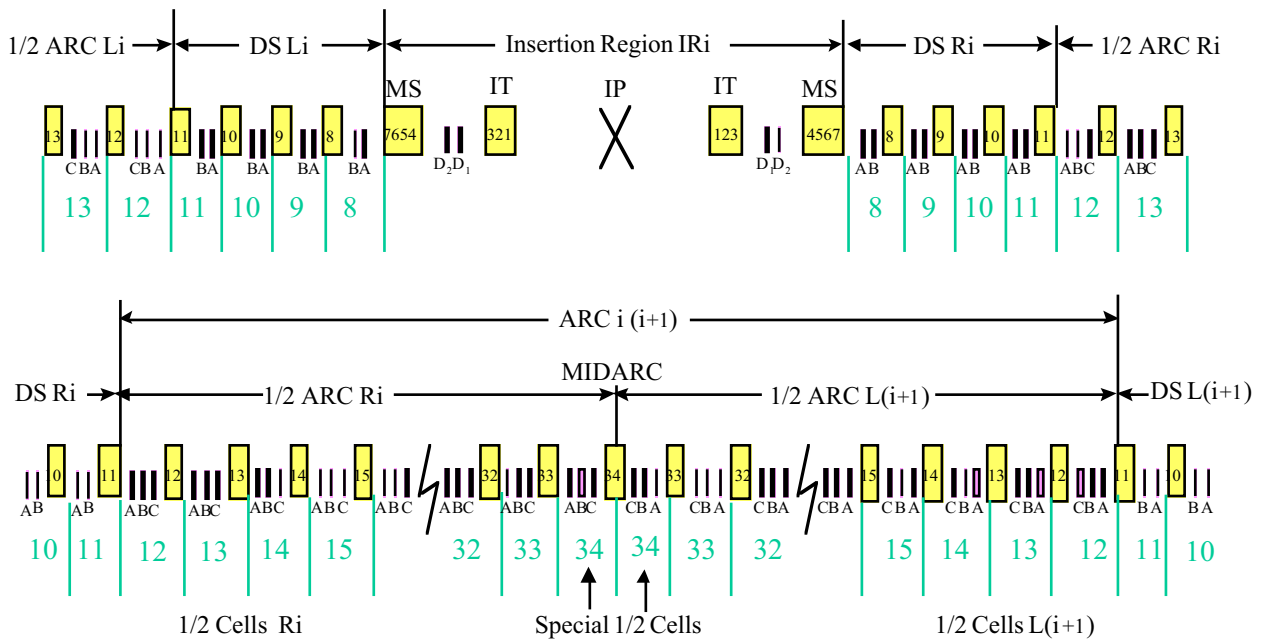 1/2 ARC Li DS Li Insertion Region IRi DS Ri 1/2 ARC Ri
MS IT IP IT MS
13 12 11 10 9 8 7654 321 123 4567 8 9 10 11 12 13
D₂D₁ D₁D₂
CBA CBA BA BA BA BA AB AB AB AB ABC ABC
13 12 11 10 9 8 8 9 10 11 12 13
ARC i (i+1)
MIDARC
DS Ri 1/2 ARC Ri 1/2 ARC L(i+1) DS L(i+1)
10 11 12 13 14 15 32 33 34 33 32 15 14 13 12 11 10
AB AB ABC ABC ABC ABC ABC ABC ABC ABC CBA CBA CBA CBA CBA CBA CBA CBA BA BA
10 11 12 13 14 15 32 33 34 34 33 32 15 14 13 12 11 10
1/2 Cells Ri Special 1/2 Cells 1/2 Cells L(i+1)